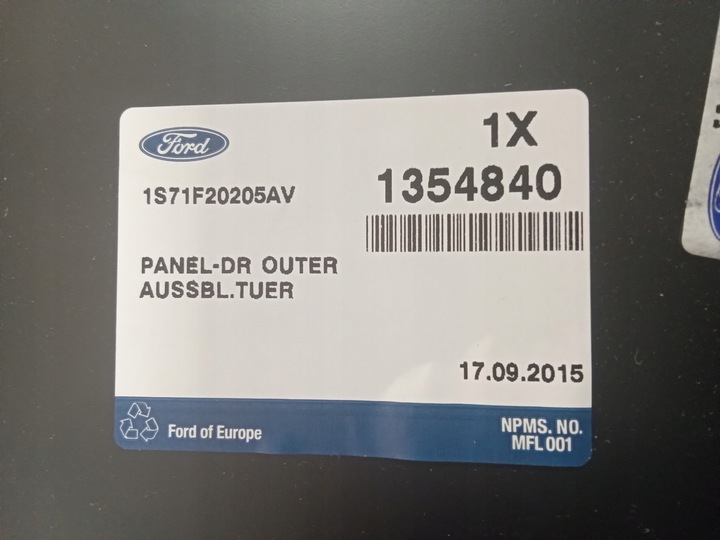 Ford
1X
1S71F20205AV
1354840
PANEL-DR OUTER
AUSSBL.TUER
17.09.2015
Ford of Europe
NPMS. NO.
MFL 001